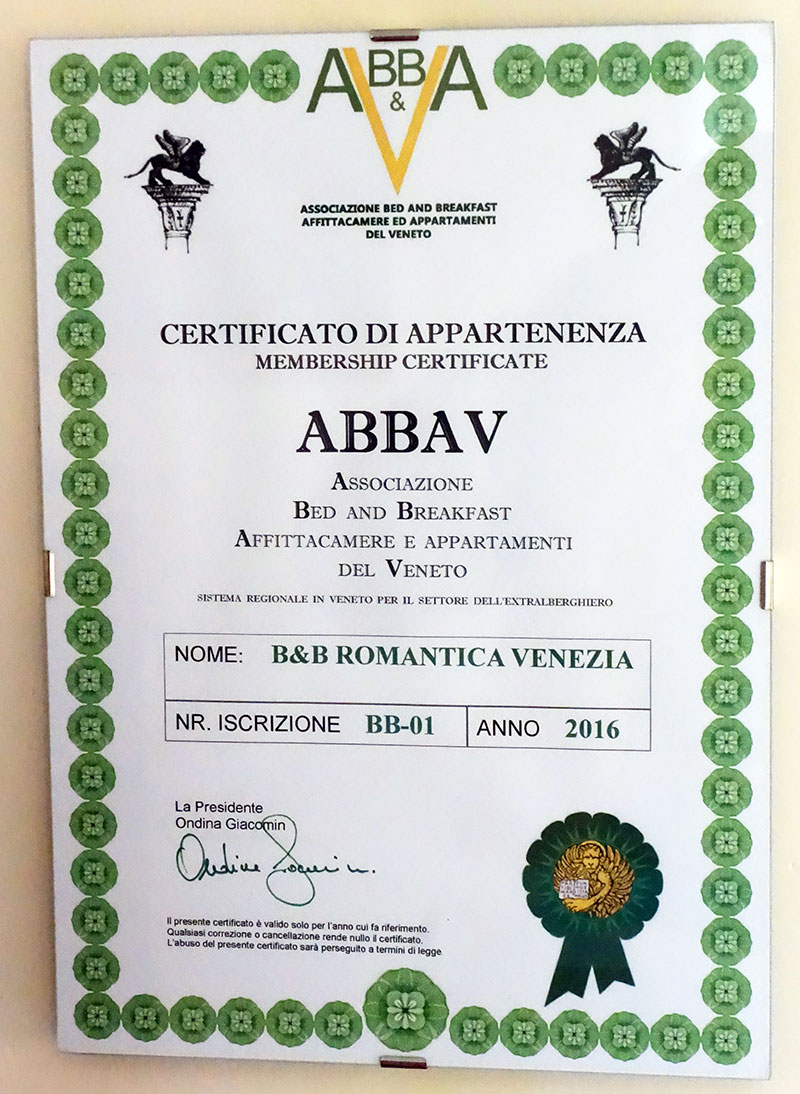 ABB&VA
ASSOCIAZIONE BED AND BREAKFAST
AFFITTACAMERE ED APPARTAMENTI
DEL VENETO
CERTIFICATO DI APPARTENENZA
MEMBERSHIP CERTIFICATE
ABBAV
ASSOCIAZIONE
BED AND BREAKFAST
AFFITTACAMERE E APPARTAMENTI
DEL VENETO
SISTEMA REGIONALE IN VENETO PER IL SETTORE DELL'EXTRALBERGHIERO
NOME: B&B ROMANTICA VENEZIA
NR. ISCRIZIONE BB-01 ANNO 2016
La Presidente
Ondina Giacomin
Il presente certificato è valido solo per l'anno cui fa riferimento.
Qualsiasi correzione o cancellazione rende nullo il certificato.
L'abuso del presente certificato sarà perseguito a termini di legge